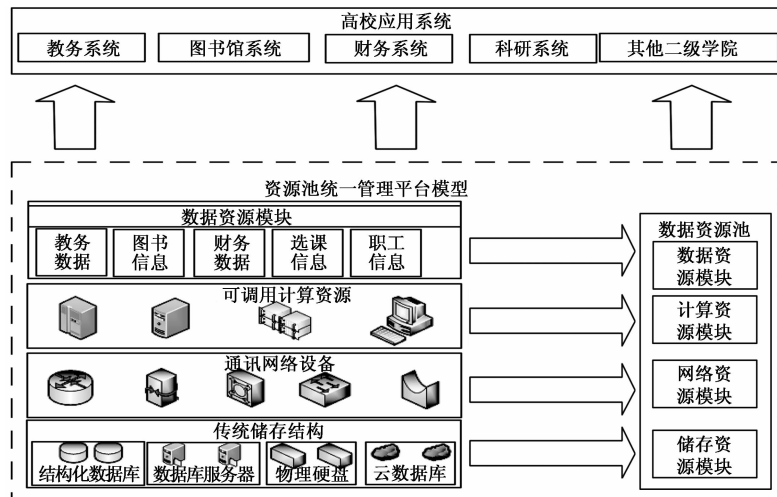 高校应用系统
教务系统
图书馆系统
财务系统
科研系统
其他二级学院
资源池统一管理平台模型
数据资源模块
教务
数据
图书
信息
财务
数据
选课
信息
职工
信息
可调用计算资源
通讯网络设备
传统储存结构
结构化数据库
数据库服务器
物理硬盘
云数据库
数据资源池
数据资
源模块
计算资
源模块
网络资
源模块
储存资
源模块